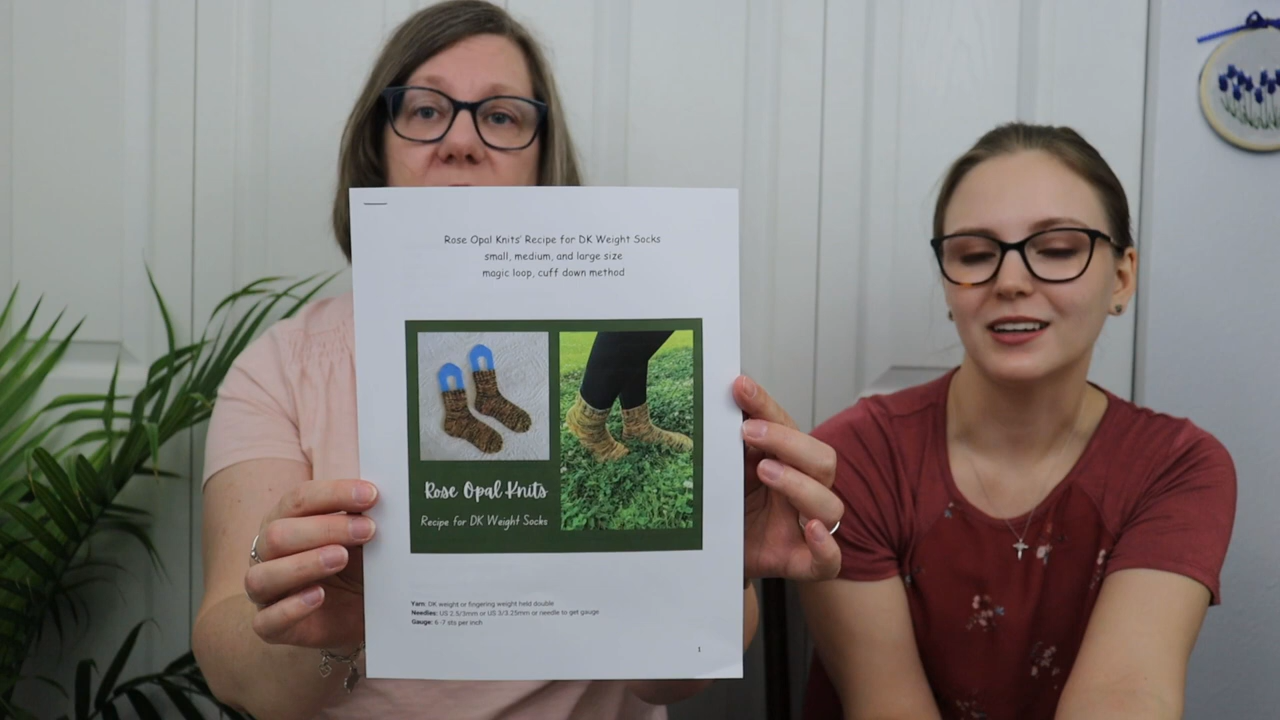 Rose Opal Knits' Recipe for DK Weight Socks
small, medium, and large size
magic loop, cuff down method
Rose Opal Knits
Recipe for DK Weight Socks
Yarn: DK weight or fingering weight held double
Needles: US 2.5/3mm or US 3/3.25mm or needle to get gauge
Gauge: 6 -7 sts per inch
1